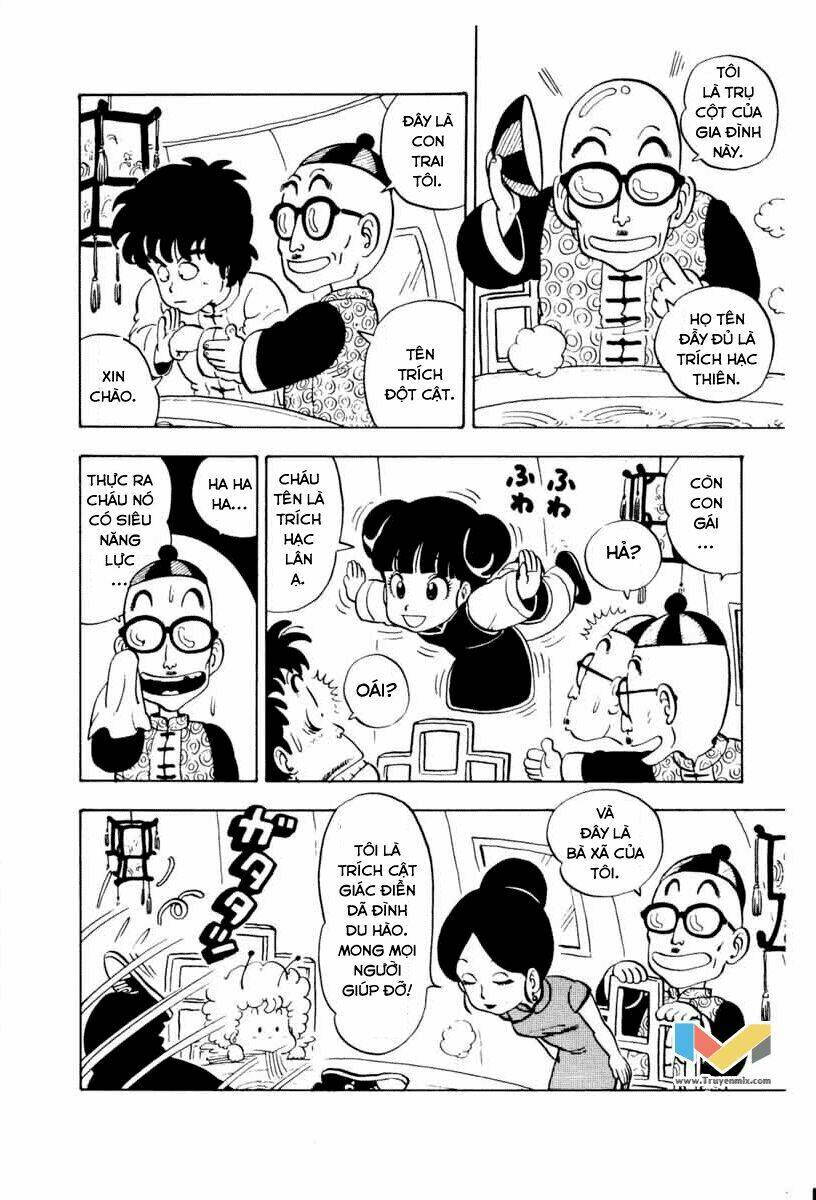 TÔI
LÀ TRỤ
CỘT CỦA
GIA ĐÌNH
NÀY.
HỌ TÊN
ĐẦY ĐỦ LÀ
TRÍCH HẠC
THIÊN.
ĐÂY LÀ
CON
TRAI
TÔI.
TÊN
TRÍCH
ĐỘT CẬT.
XIN
CHÀO.
CÒN
CON
GÁI
...
HẢ?
ふわ
ふわ
CHÁU
TÊN LÀ
TRÍCH
HẠC
LÂN
Ạ.
OÁI?
HA HA
HA...
THỰC RA
CHÁU NÓ
CÓ SIÊU
NĂNG
LỰC
...
VÀ
ĐÂY LÀ
BÀ XÃ CỦA
TÔI.
TÔI LÀ
TRÍCH CẬT
GIÁC ĐIỀN
DÃ ĐÌNH
DU HÀO.
MONG MỌI
NGƯỜI
GIÚP ĐỠ!
ガタタッ
www.Truyenmix.com